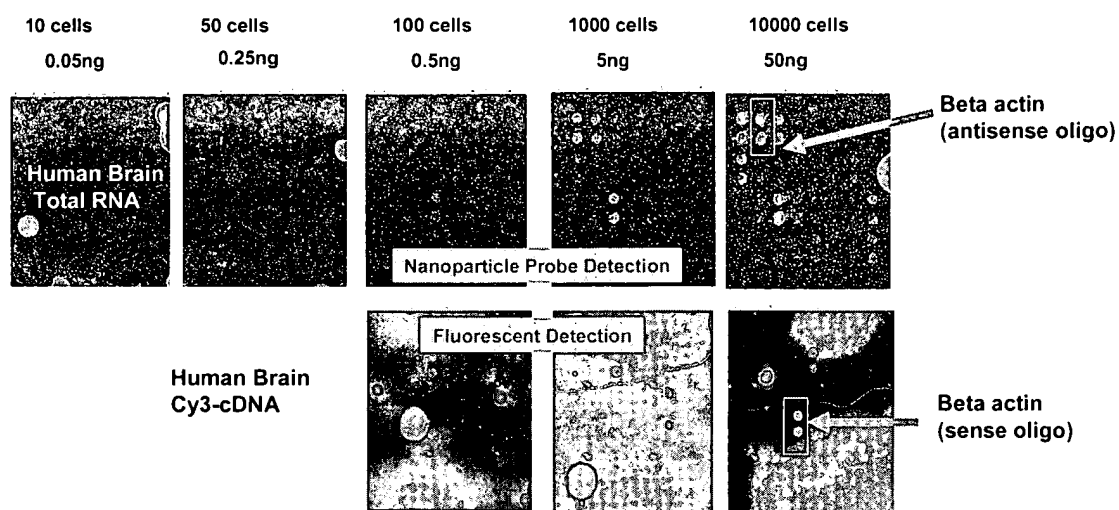 10 cells
50 cells
100 cells
1000 cells
10000 cells
0.05ng
0.25ng
0.5ng
5ng
50ng
Beta actin
(antisense oligo)
Human Brain
Total RNA
Nanoparticle Probe Detection
Fluorescent Detection
Human Brain
Cy3-cDNA
Beta actin
(sense oligo)